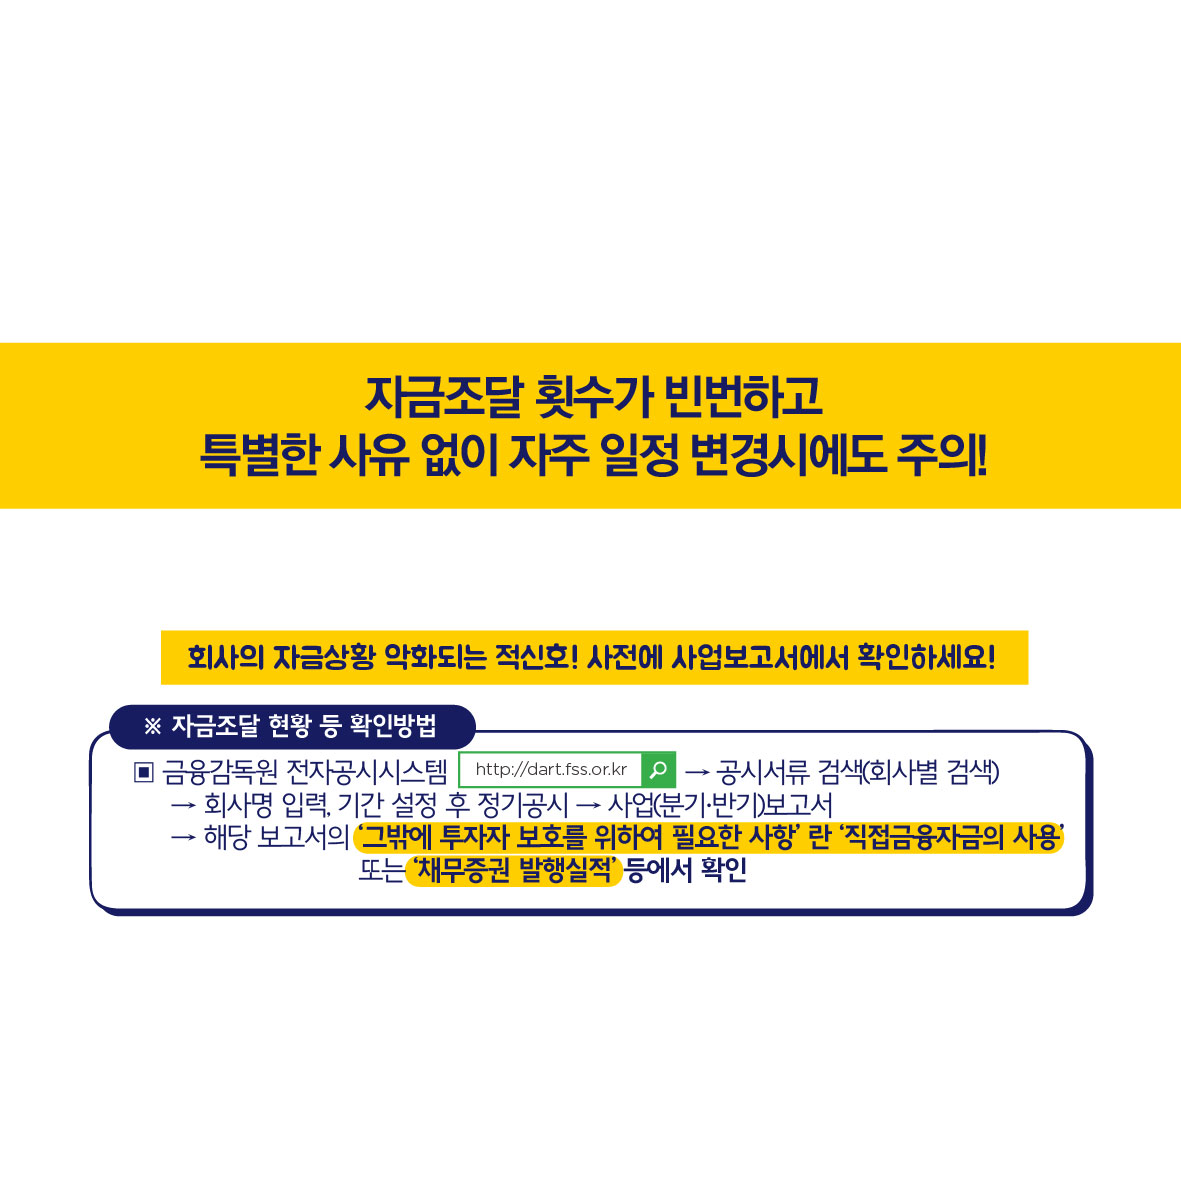 자금조달 횟수가 빈번하고
특별한 사유 없이 자주 일정 변경시에도 주의!
회사의 자금상황 악화되는 적신호! 사전에 사업보고서에서 확인하세요!
※ 자금조달 현황 등 확인방법
▣ 금융감독원 전자공시시스템 http://dart.fss.or.kr → 공시서류 검색(회사별 검색)
→ 회사명 입력, 기간 설정 후 정기공시 → 사업(분기·반기)보고서
→ 해당 보고서의 ‘그밖에 투자자 보호를 위하여 필요한 사항’ 란 ‘직접금융자금의 사용’
또는 ‘채무증권 발행실적’ 등에서 확인